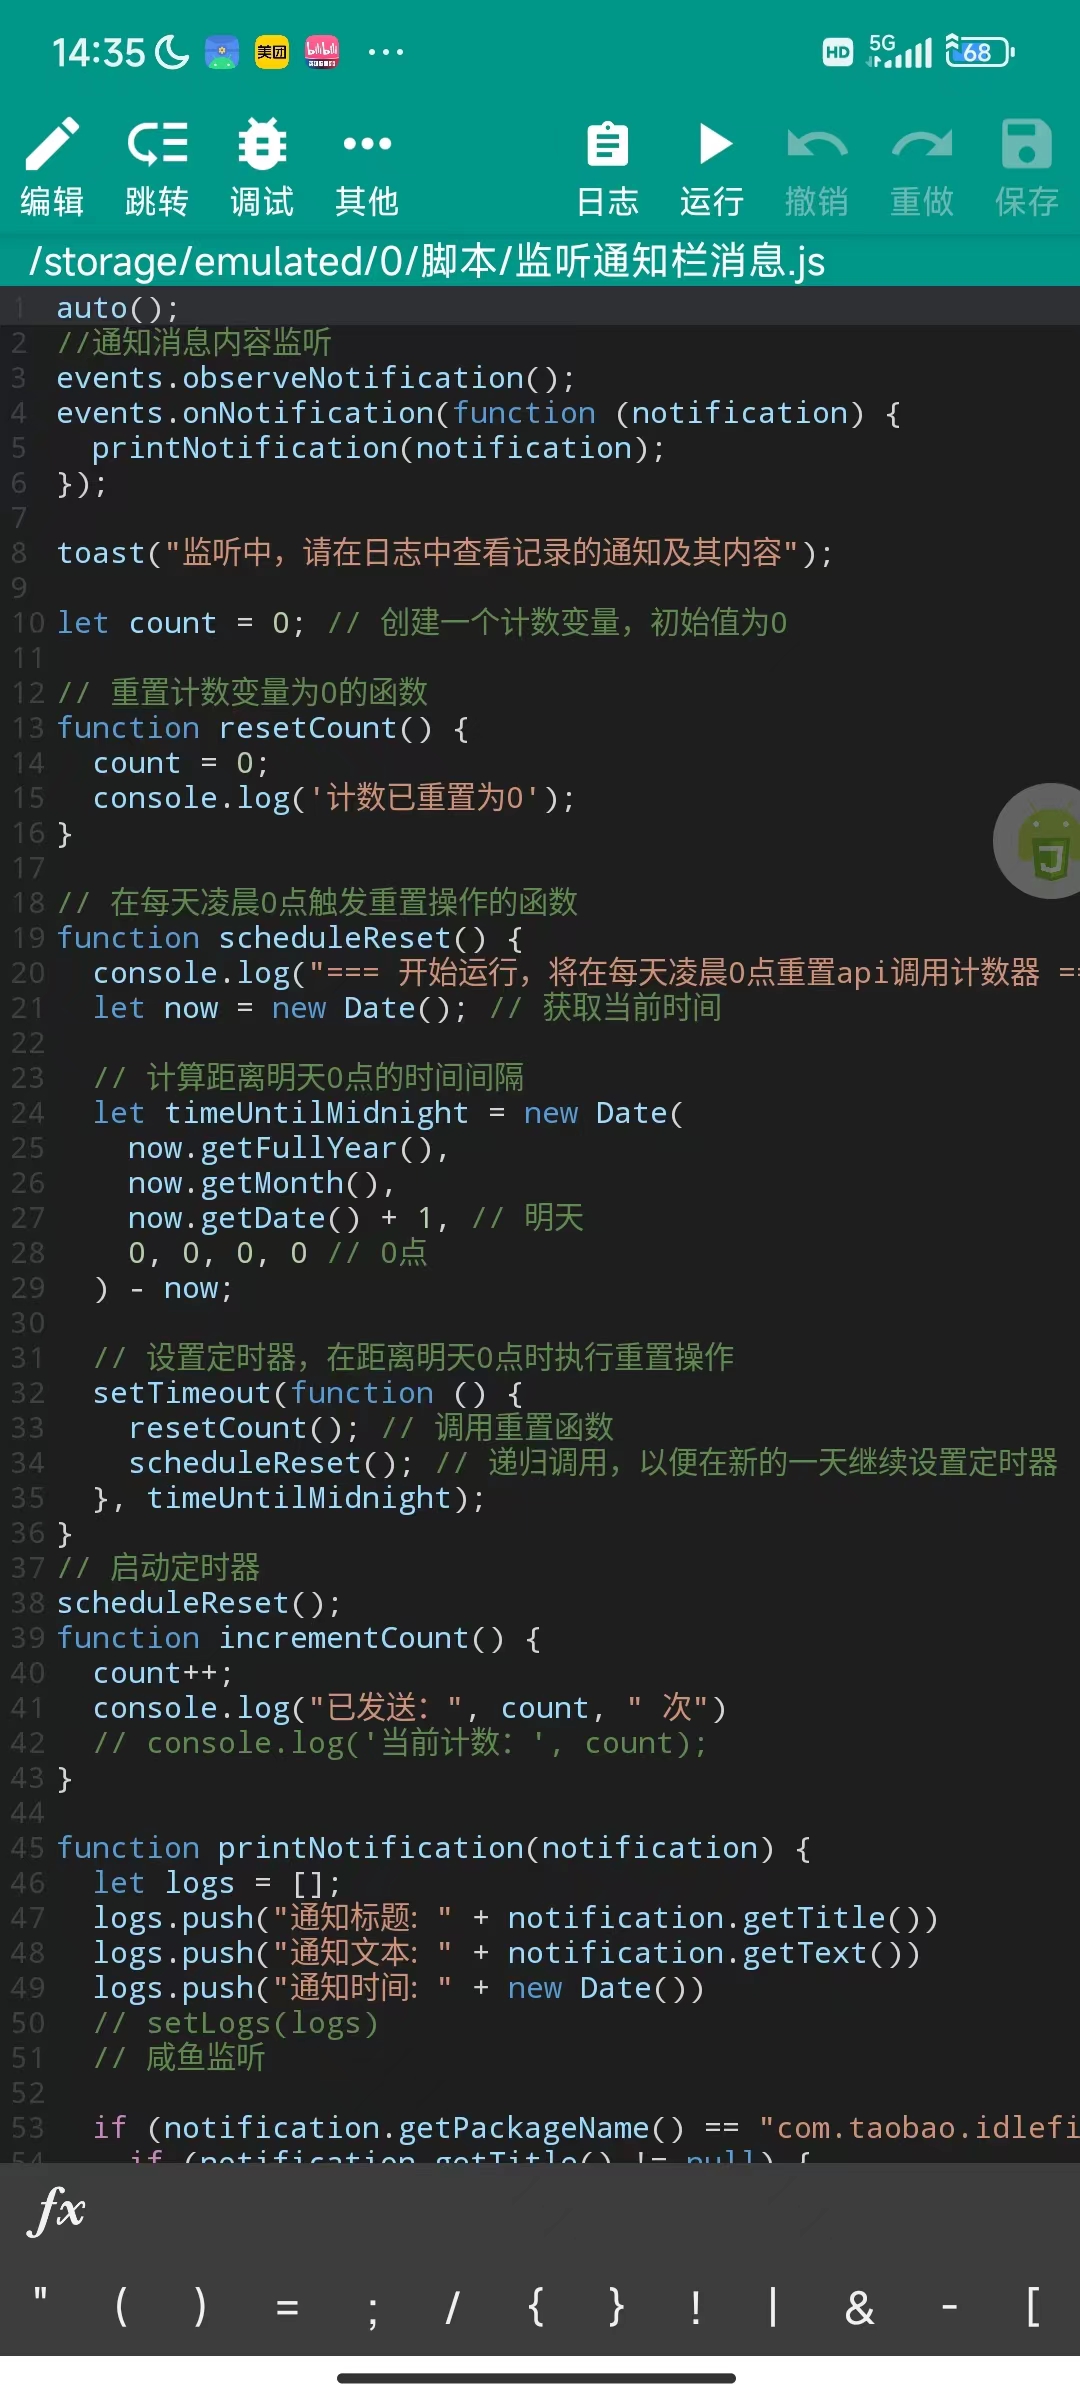 14:35 美团 bilibili ... HD 5G 68
编辑 跳转 调试 其他 日志 运行 撤销 重做 保存
/storage/emulated/0/脚本/监听通知栏消息.js
1 auto();
2 //通知消息内容监听
3 events.observeNotification();
4 events.onNotification(function (notification) {
5   printNotification(notification);
6 });
7
8 toast("监听中，请在日志中查看记录的通知及其内容");
9
10 let count = 0; // 创建一个计数变量，初始值为0
11
12 // 重置计数变量为0的函数
13 function resetCount() {
14   count = 0;
15   console.log('计数已重置为0');
16 }
17
18 // 在每天凌晨0点触发重置操作的函数
19 function scheduleReset() {
20   console.log("=== 开始运行，将在每天凌晨0点重置api调用计数器 ==
21   let now = new Date(); // 获取当前时间
22
23   // 计算距离明天0点的时间间隔
24   let timeUntilMidnight = new Date(
25     now.getFullYear(),
26     now.getMonth(),
27     now.getDate() + 1, // 明天
28     0, 0, 0, 0 // 0点
29   ) - now;
30
31   // 设置定时器，在距离明天0点时执行重置操作
32   setTimeout(function () {
33     resetCount(); // 调用重置函数
34     scheduleReset(); // 递归调用，以便在新的一天继续设置定时器
35   }, timeUntilMidnight);
36 }
37 // 启动定时器
38 scheduleReset();
39 function incrementCount() {
40   count++;
41   console.log("已发送：", count, " 次")
42   // console.log('当前计数：', count);
43 }
44
45 function printNotification(notification) {
46   let logs = [];
47   logs.push("通知标题: " + notification.getTitle())
48   logs.push("通知文本: " + notification.getText())
49   logs.push("通知时间: " + new Date())
50   // setLogs(logs)
51   // 咸鱼监听
52
53   if (notification.getPackageName() == "com.taobao.idlefi
54     if (notification.getTitle() != null) {
fx
" ( ) = ; / { } ! | & - [